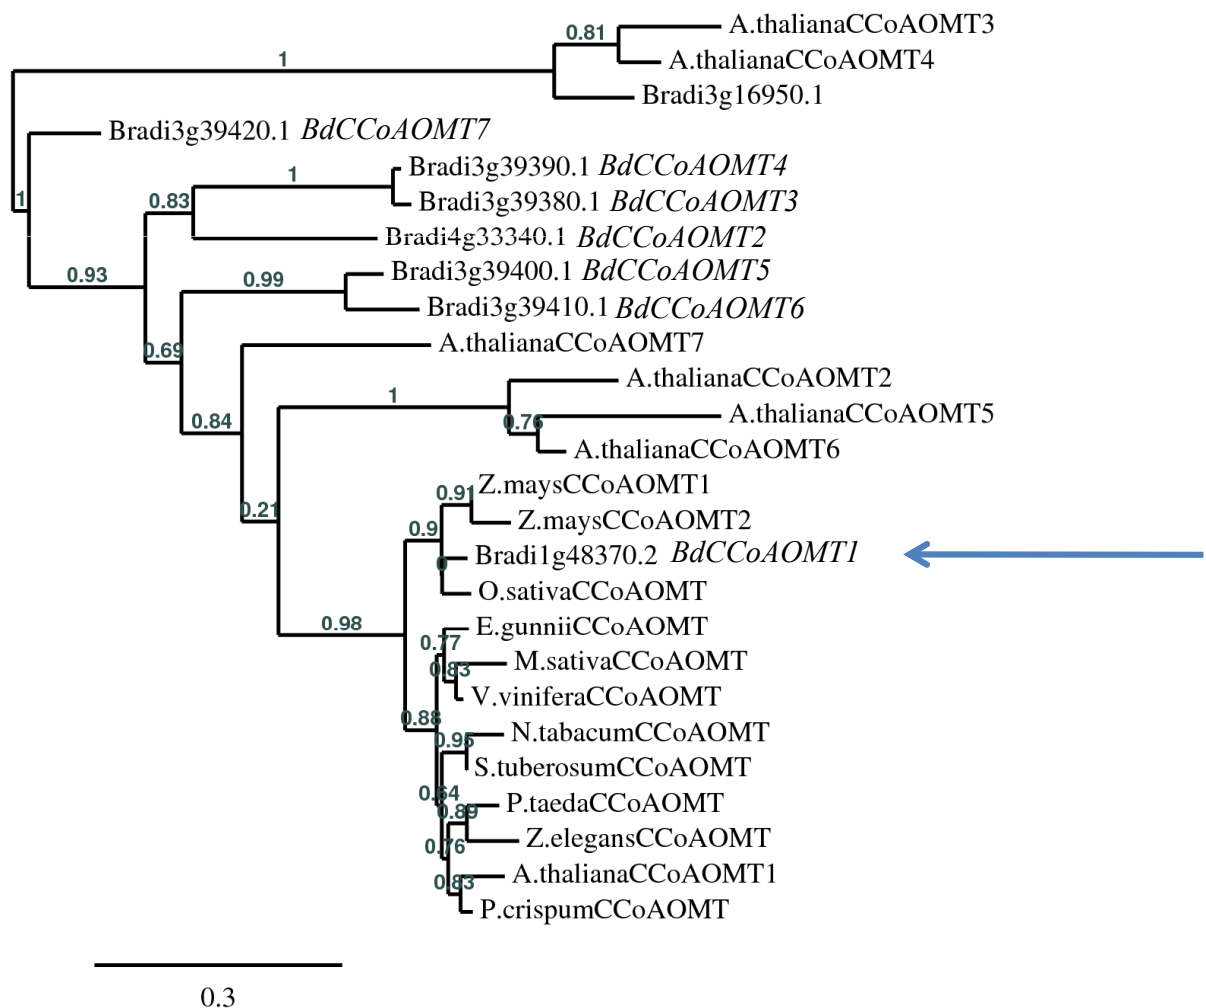 A.thalianaCCoAOMT3
0.81
A.thalianaCCoAOMT4
1
Bradi3g16950.1
Bradi3g39420.1 BdCCoAOMT7
Bradi3g39390.1 BdCCoAOMT4
1
0.83
1
Bradi3g39380.1 BdCCoAOMT3
Bradi4g33340.1 BdCCoAOMT2
0.93
0.99
Bradi3g39400.1 BdCCoAOMT5
Bradi3g39410.1 BdCCoAOMT6
0.69
A.thalianaCCoAOMT7
A.thalianaCCoAOMT2
1
0.84
0.76
A.thalianaCCoAOMT5
A.thalianaCCoAOMT6
0.21
0.91
Z.maysCCoAOMT1
Z.maysCCoAOMT2
0.9
Bradi1g48370.2 BdCCoAOMT1
0
O.sativaCCoAOMT
0.98
E.gunniiCCoAOMT
0.77
M.sativaCCoAOMT
0.83
V.viniferaCCoAOMT
0.88
N.tabacumCCoAOMT
0.95
S.tuberosumCCoAOMT
0.64
P.taedaCCoAOMT
0.89
Z.elegansCCoAOMT
0.76
A.thalianaCCoAOMT1
0.83
P.crispumCCoAOMT
0.3